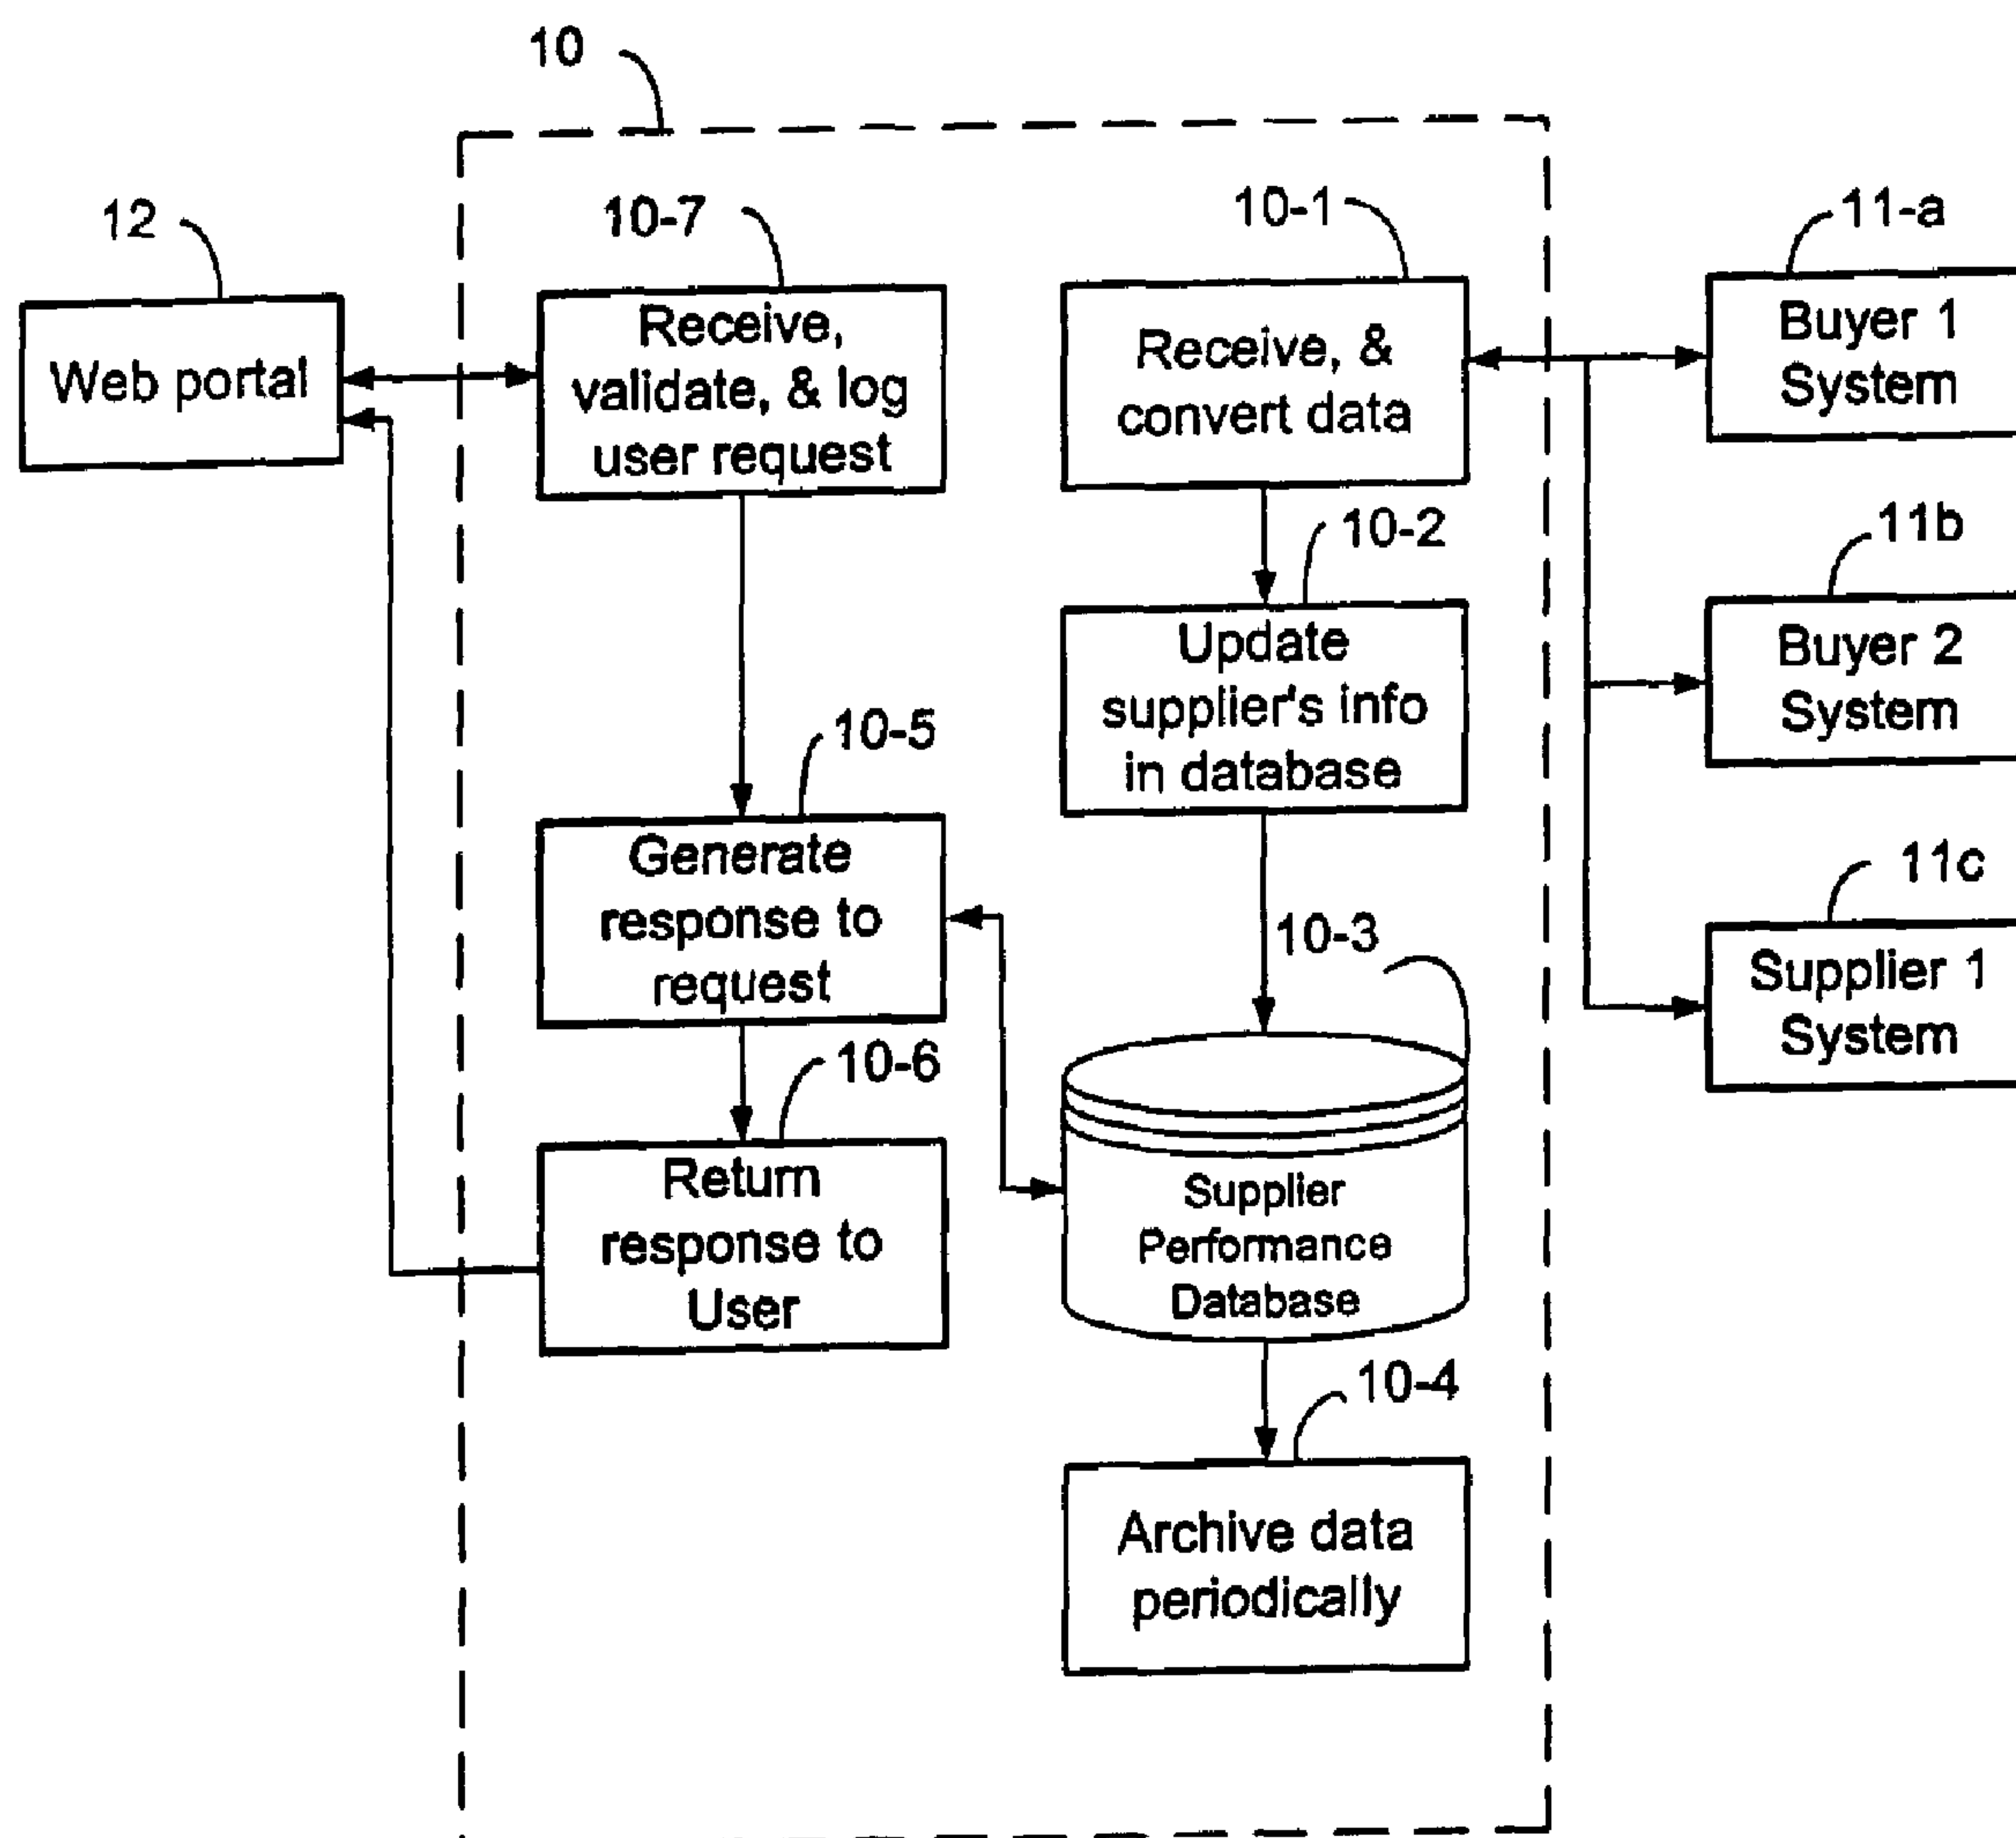 10
12
Web portal
10-7
Receive,
validate, & log
user request
10-1
Receive, &
convert data
11-a
Buyer 1
System
10-2
Update
supplier's info
in database
11b
Buyer 2
System
10-5
Generate
response to
request
10-3
Supplier
Performance
Database
11c
Supplier 1
System
10-6
Return
response to
User
10-4
Archive data
periodically